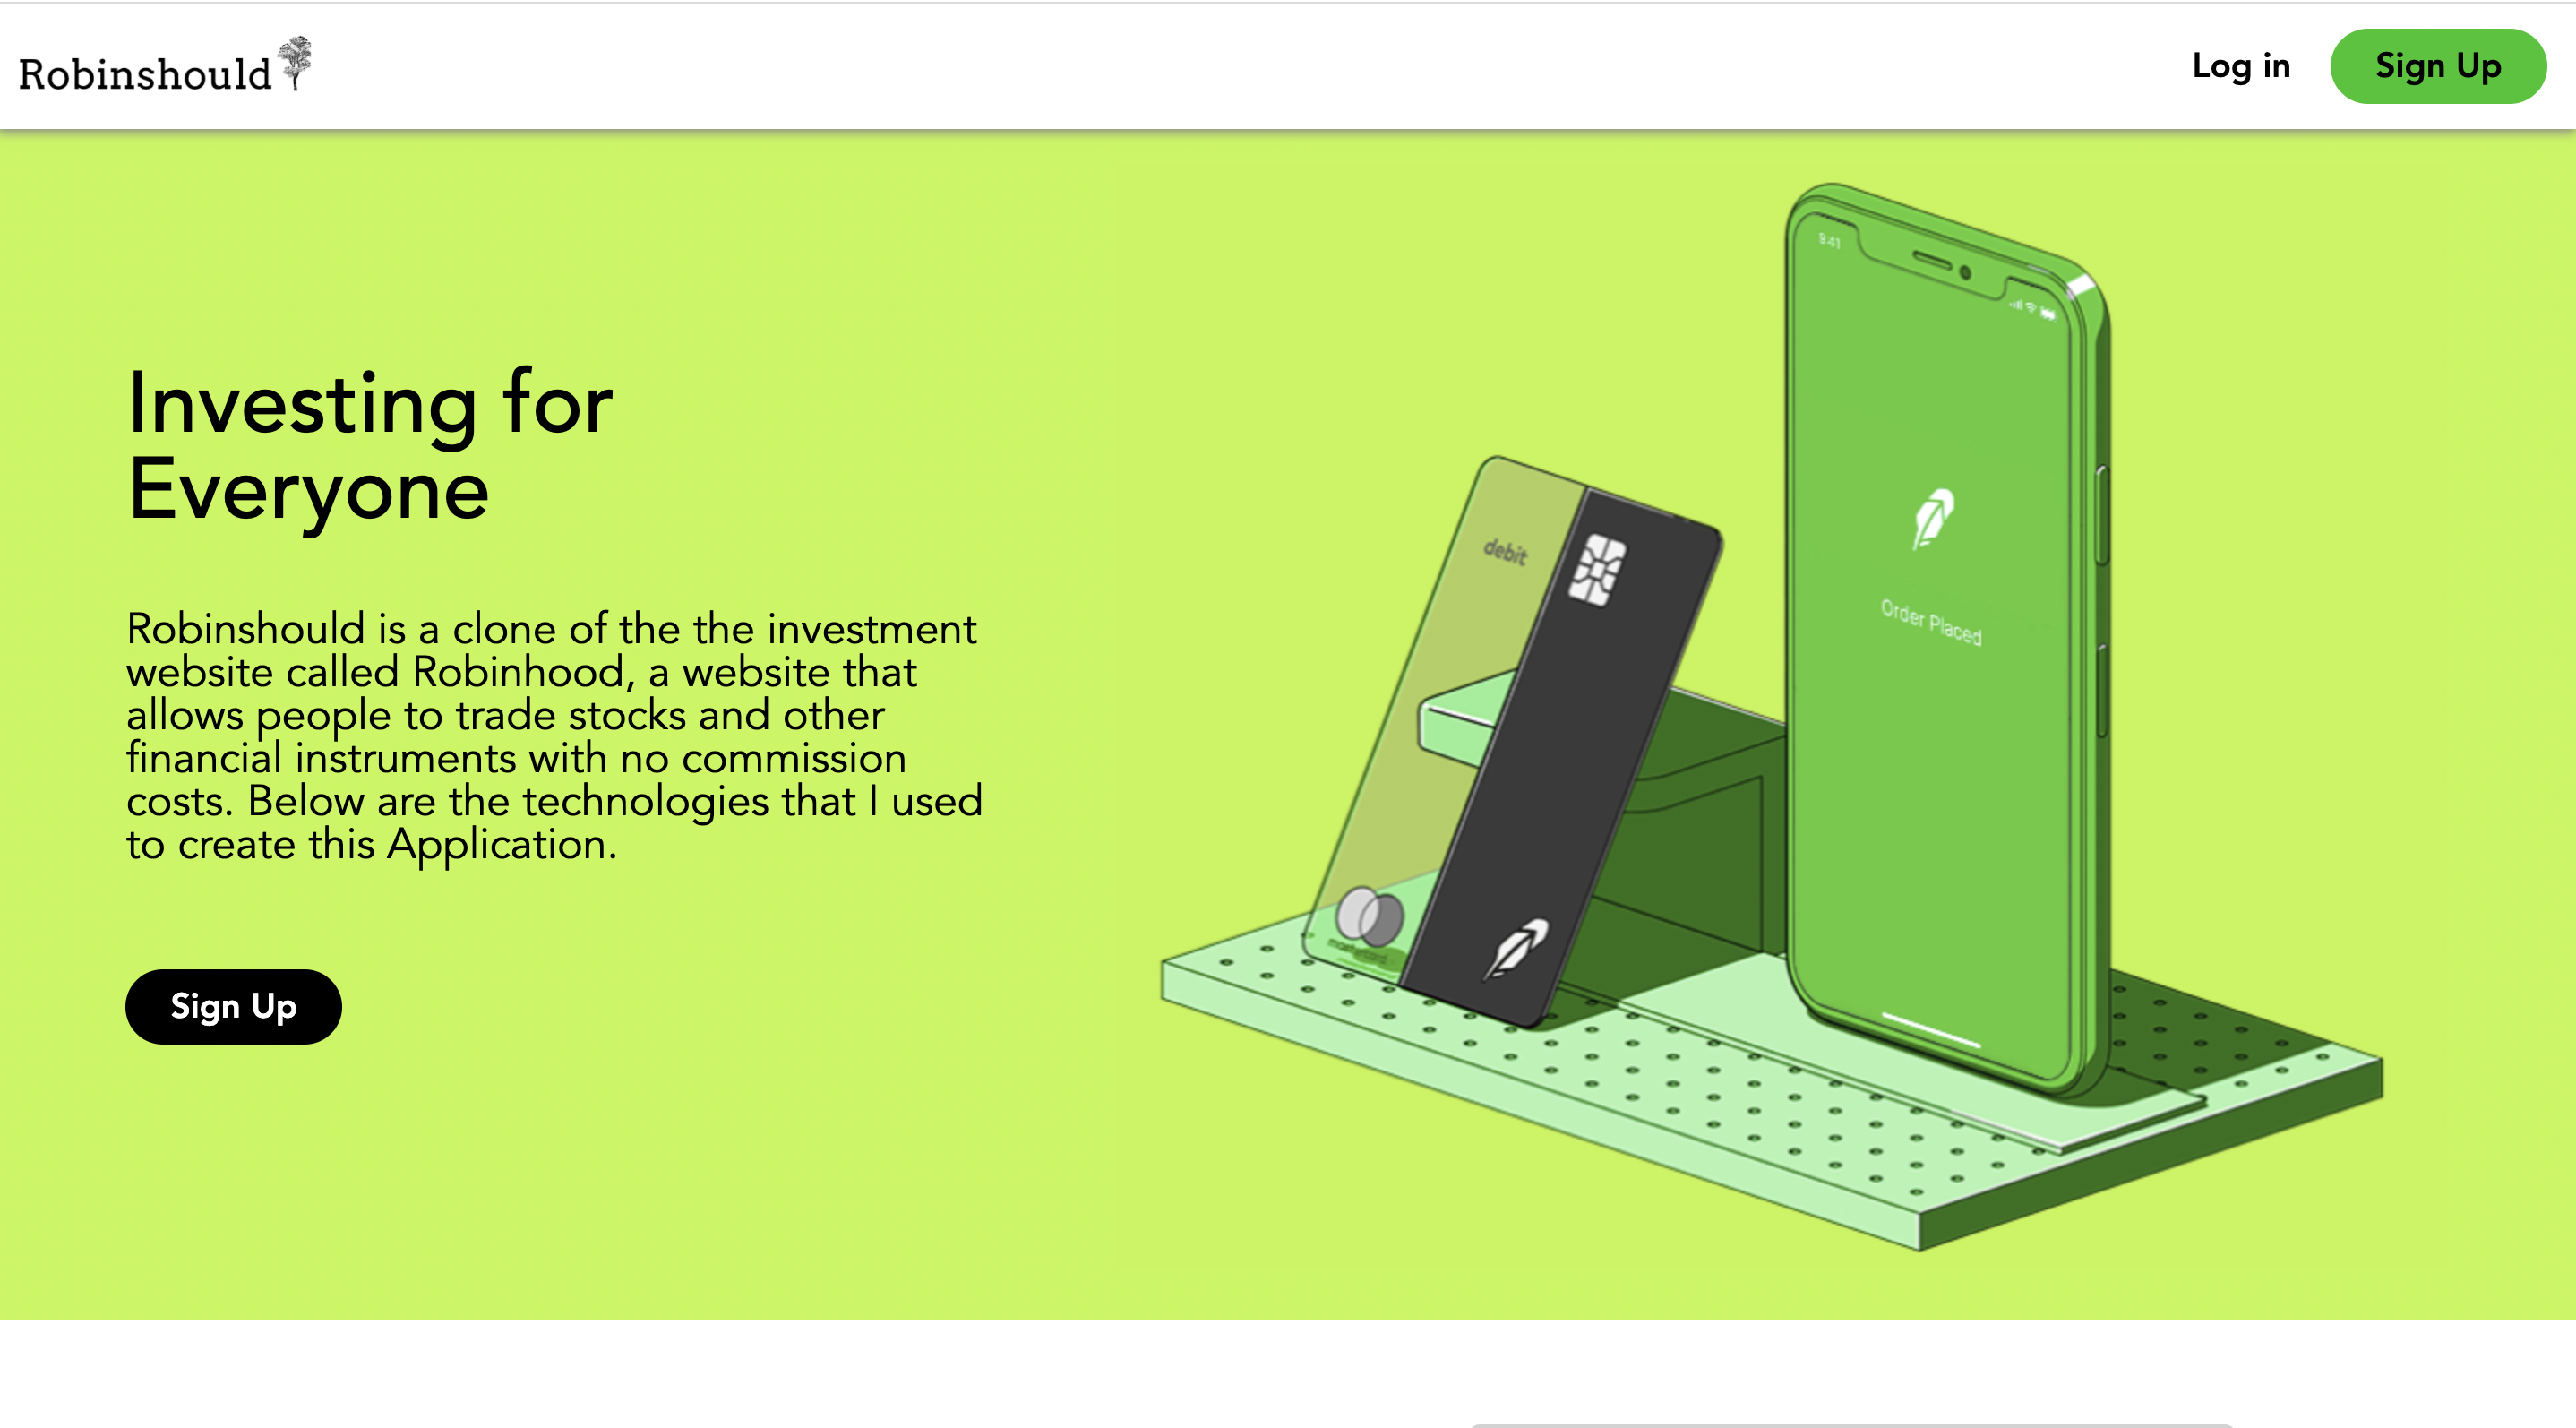 Robinshould
Log in
Sign Up
Investing for
Everyone
Robinshould is a clone of the the investment
website called Robinhood, a website that
allows people to trade stocks and other
financial instruments with no commission
costs. Below are the technologies that I used
to create this Application.
Sign Up
debit
mastercard
9:41
Order Placed